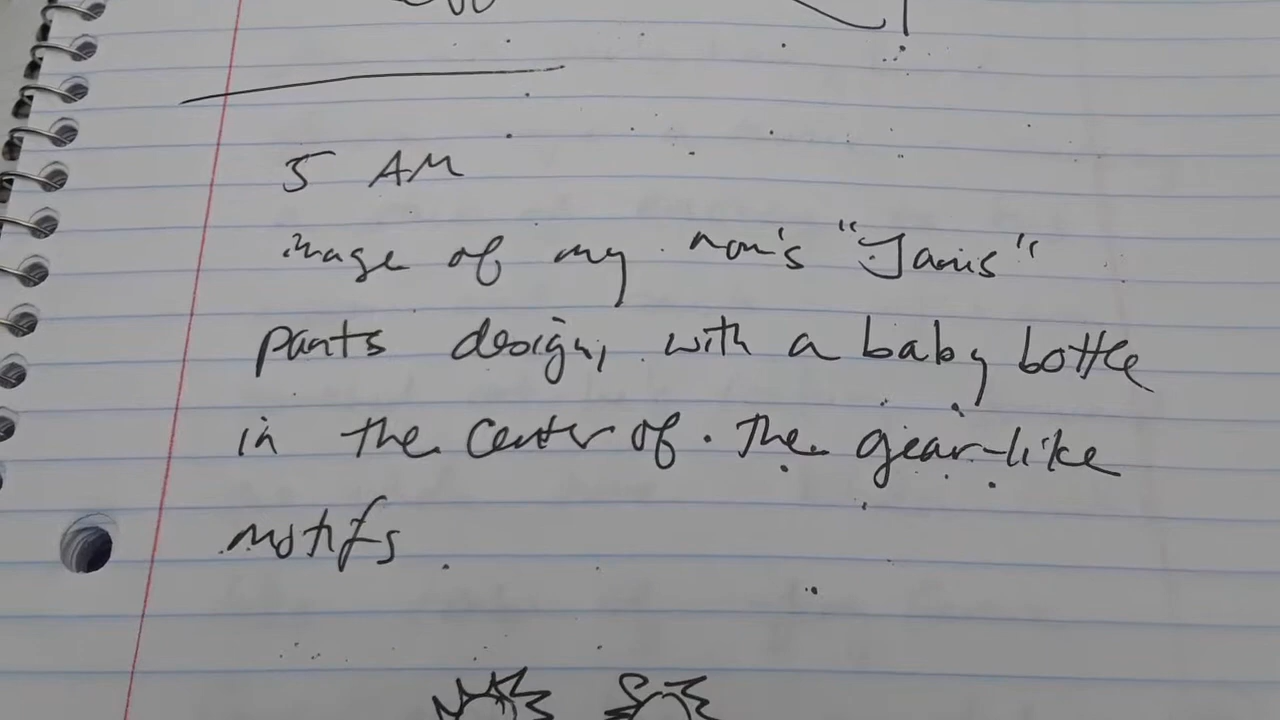 5 AM
image of my mom's "Janis"
pants design, with a baby bottle
in the center of the gear-like
motifs